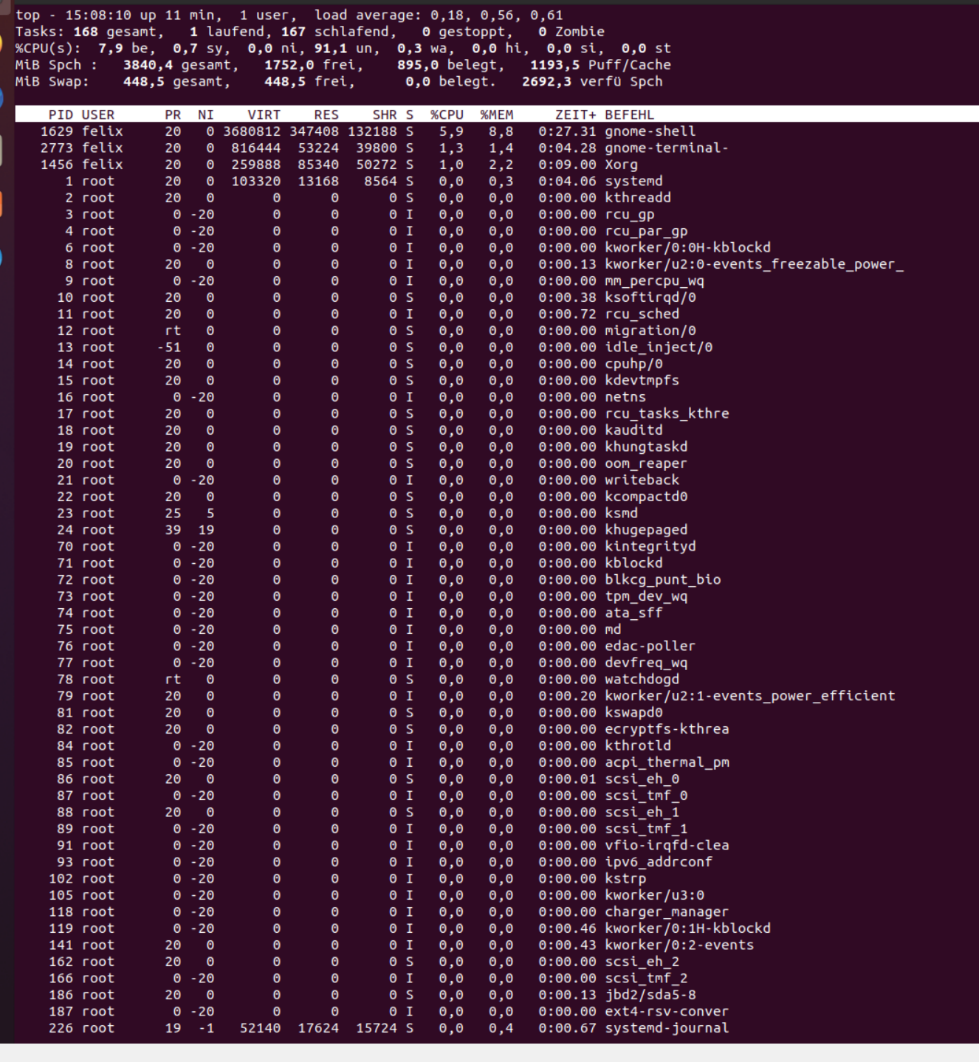 top - 15:08:10 up 11 min,  1 user,  load average: 0,18, 0,56, 0,61
Tasks: 168 gesamt,   1 laufend, 167 schlafend,   0 gestoppt,   0 Zombie
%CPU(s):  7,9 be,  0,7 sy,  0,0 ni, 91,1 un,  0,3 wa,  0,0 hi,  0,0 si,  0,0 st
MiB Spch :   3840,4 gesamt,   1752,0 frei,    895,0 belegt,   1193,5 Puff/Cache
MiB Swap:    448,5 gesamt,    448,5 frei,      0,0 belegt.   2692,3 verfü Spch
PID USER PR NI VIRT RES SHR S %CPU %MEM ZEIT+ BEFEHL
1629 felix 20 0 3680812 347408 132188 S 5,9 8,8 0:27.31 gnome-shell
2773 felix 20 0 816444 53224 39800 S 1,3 1,4 0:04.28 gnome-terminal-
1456 felix 20 0 259888 85340 50272 S 1,0 2,2 0:09.00 Xorg
1 root 20 0 103320 13168 8564 S 0,0 0,3 0:04.06 systemd
2 root 20 0 0 0 0 S 0,0 0,0 0:00.00 kthreadd
3 root 0 -20 0 0 0 I 0,0 0,0 0:00.00 rcu_gp
4 root 0 -20 0 0 0 I 0,0 0,0 0:00.00 rcu_par_gp
6 root 0 -20 0 0 0 I 0,0 0,0 0:00.00 kworker/0:0H-kblockd
8 root 20 0 0 0 0 I 0,0 0,0 0:00.13 kworker/u2:0-events_freezable_power_
9 root 0 -20 0 0 0 I 0,0 0,0 0:00.00 mm_percpu_wq
10 root 20 0 0 0 0 S 0,0 0,0 0:00.38 ksoftirqd/0
11 root 20 0 0 0 0 I 0,0 0,0 0:00.72 rcu_sched
12 root rt 0 0 0 0 S 0,0 0,0 0:00.00 migration/0
13 root -51 0 0 0 0 S 0,0 0,0 0:00.00 idle_inject/0
14 root 20 0 0 0 0 S 0,0 0,0 0:00.00 cpuhp/0
15 root 20 0 0 0 0 S 0,0 0,0 0:00.00 kdevtmpfs
16 root 0 -20 0 0 0 I 0,0 0,0 0:00.00 netns
17 root 20 0 0 0 0 S 0,0 0,0 0:00.00 rcu_tasks_kthre
18 root 20 0 0 0 0 S 0,0 0,0 0:00.00 kauditd
19 root 20 0 0 0 0 S 0,0 0,0 0:00.00 khungtaskd
20 root 20 0 0 0 0 S 0,0 0,0 0:00.00 oom_reaper
21 root 0 -20 0 0 0 I 0,0 0,0 0:00.00 writeback
22 root 20 0 0 0 0 S 0,0 0,0 0:00.00 kcompactd0
23 root 25 5 0 0 0 S 0,0 0,0 0:00.00 ksmd
24 root 39 19 0 0 0 S 0,0 0,0 0:00.00 khugepaged
70 root 0 -20 0 0 0 I 0,0 0,0 0:00.00 kintegrityd
71 root 0 -20 0 0 0 I 0,0 0,0 0:00.00 kblockd
72 root 0 -20 0 0 0 I 0,0 0,0 0:00.00 blkcg_punt_bio
73 root 0 -20 0 0 0 I 0,0 0,0 0:00.00 tpm_dev_wq
74 root 0 -20 0 0 0 I 0,0 0,0 0:00.00 ata_sff
75 root 0 -20 0 0 0 I 0,0 0,0 0:00.00 md
76 root 0 -20 0 0 0 I 0,0 0,0 0:00.00 edac-poller
77 root 0 -20 0 0 0 I 0,0 0,0 0:00.00 devfreq_wq
78 root rt 0 0 0 0 S 0,0 0,0 0:00.00 watchdogd
79 root 20 0 0 0 0 I 0,0 0,0 0:00.20 kworker/u2:1-events_power_efficient
81 root 20 0 0 0 0 S 0,0 0,0 0:00.00 kswapd0
82 root 20 0 0 0 0 S 0,0 0,0 0:00.00 ecryptfs-kthrea
84 root 0 -20 0 0 0 I 0,0 0,0 0:00.00 kthrotld
85 root 0 -20 0 0 0 I 0,0 0,0 0:00.00 acpi_thermal_pm
86 root 20 0 0 0 0 S 0,0 0,0 0:00.01 scsi_eh_0
87 root 0 -20 0 0 0 I 0,0 0,0 0:00.00 scsi_tmf_0
88 root 20 0 0 0 0 S 0,0 0,0 0:00.00 scsi_eh_1
89 root 0 -20 0 0 0 I 0,0 0,0 0:00.00 scsi_tmf_1
91 root 0 -20 0 0 0 I 0,0 0,0 0:00.00 vfio-irqfd-clea
93 root 0 -20 0 0 0 I 0,0 0,0 0:00.00 ipv6_addrconf
102 root 0 -20 0 0 0 I 0,0 0,0 0:00.00 kstrp
105 root 0 -20 0 0 0 I 0,0 0,0 0:00.00 kworker/u3:0
118 root 0 -20 0 0 0 I 0,0 0,0 0:00.00 charger_manager
119 root 0 -20 0 0 0 I 0,0 0,0 0:00.46 kworker/0:1H-kblockd
141 root 20 0 0 0 0 I 0,0 0,0 0:00.43 kworker/0:2-events
162 root 20 0 0 0 0 S 0,0 0,0 0:00.00 scsi_eh_2
166 root 0 -20 0 0 0 I 0,0 0,0 0:00.00 scsi_tmf_2
186 root 20 0 0 0 0 S 0,0 0,0 0:00.13 jbd2/sda5-8
187 root 0 -20 0 0 0 I 0,0 0,0 0:00.00 ext4-rsv-conver
226 root 19 -1 52140 17624 15724 S 0,0 0,4 0:00.67 systemd-journal